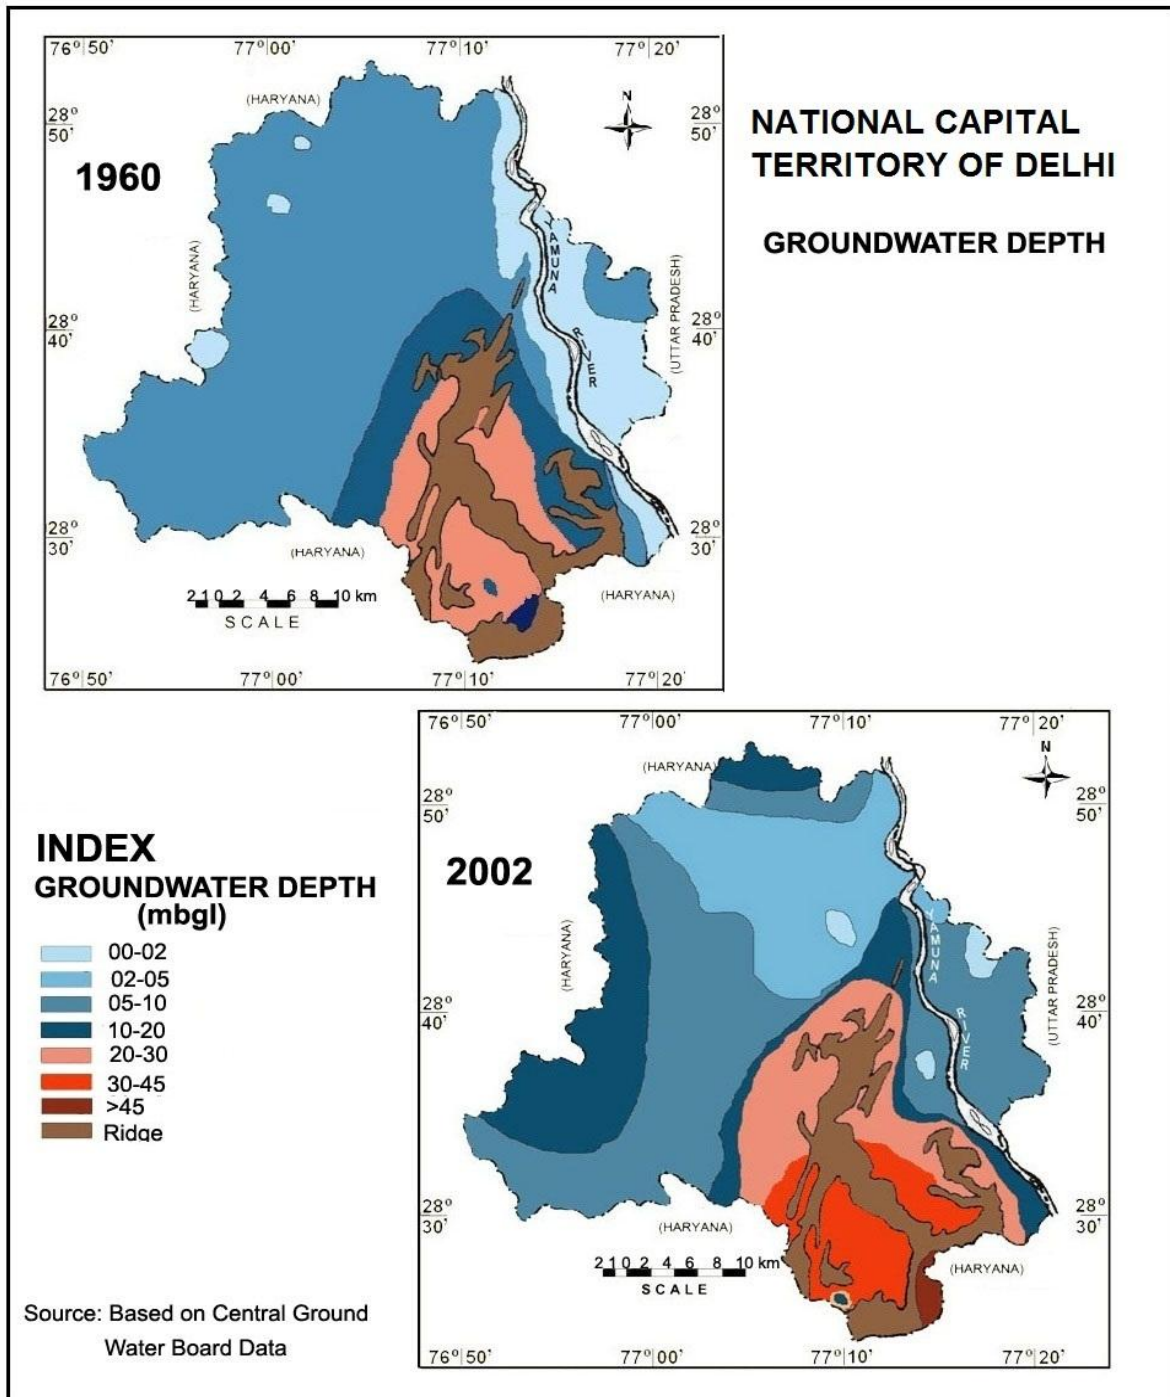 76° 50' 77° 00' 77° 10' 77° 20'
(HARYANA)
N
28° 50'
28° 50'
1960
NATIONAL CAPITAL
TERRITORY OF DELHI
GROUNDWATER DEPTH
(HARYANA)
YAMUNA
RIVER
(UTTAR PRADESH)
28° 40'
28° 40'
28° 30'
28° 30'
(HARYANA)
(HARYANA)
2 1 0 2 4 6 8 10 km
SCALE
76° 50' 77° 00' 77° 10' 77° 20'
76° 50' 77° 00' 77° 10' 77° 20'
(HARYANA)
N
28° 50'
28° 50'
2002
(HARYANA)
YAMUNA
RIVER
(UTTAR PRADESH)
28° 40'
28° 40'
28° 30'
28° 30'
(HARYANA)
(HARYANA)
2 1 0 2 4 6 8 10 km
SCALE
76° 50' 77° 00' 77° 10' 77° 20'
INDEX
GROUNDWATER DEPTH
(mbgl)
00-02
02-05
05-10
10-20
20-30
30-45
>45
Ridge
Source: Based on Central Ground
Water Board Data